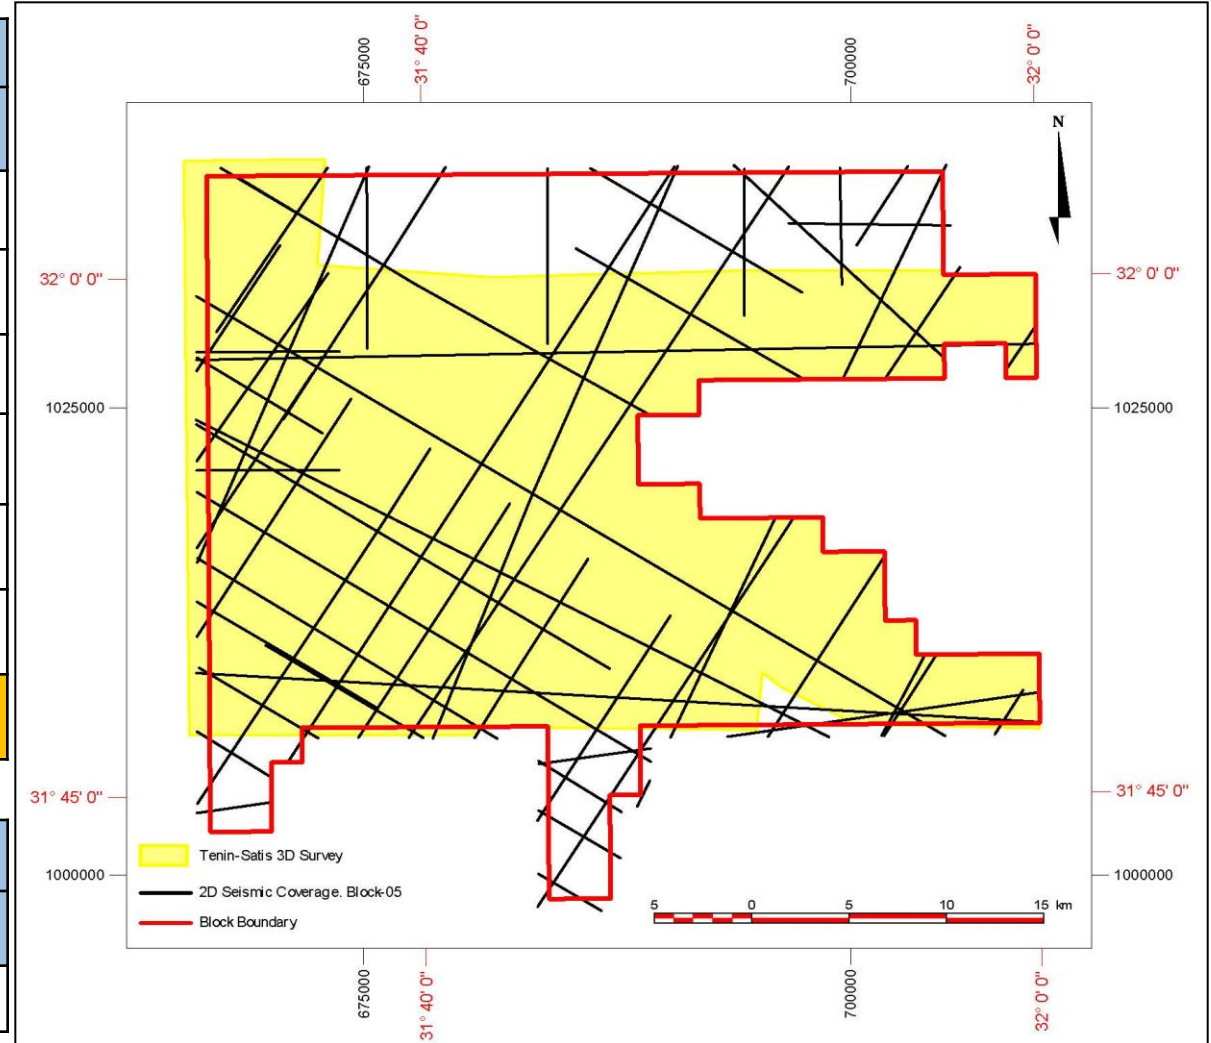 675000
31° 40' 0"
700000
32° 0' 0"
N
32° 0' 0"
32° 0' 0"
1025000
1025000
31° 45' 0"
31° 45' 0"
Tenin-Satis 3D Survey
1000000
1000000
2D Seismic Coverage. Block-05
Block Boundary
5 0 5 10 15 km
675000
31° 40' 0"
700000
32° 0' 0"